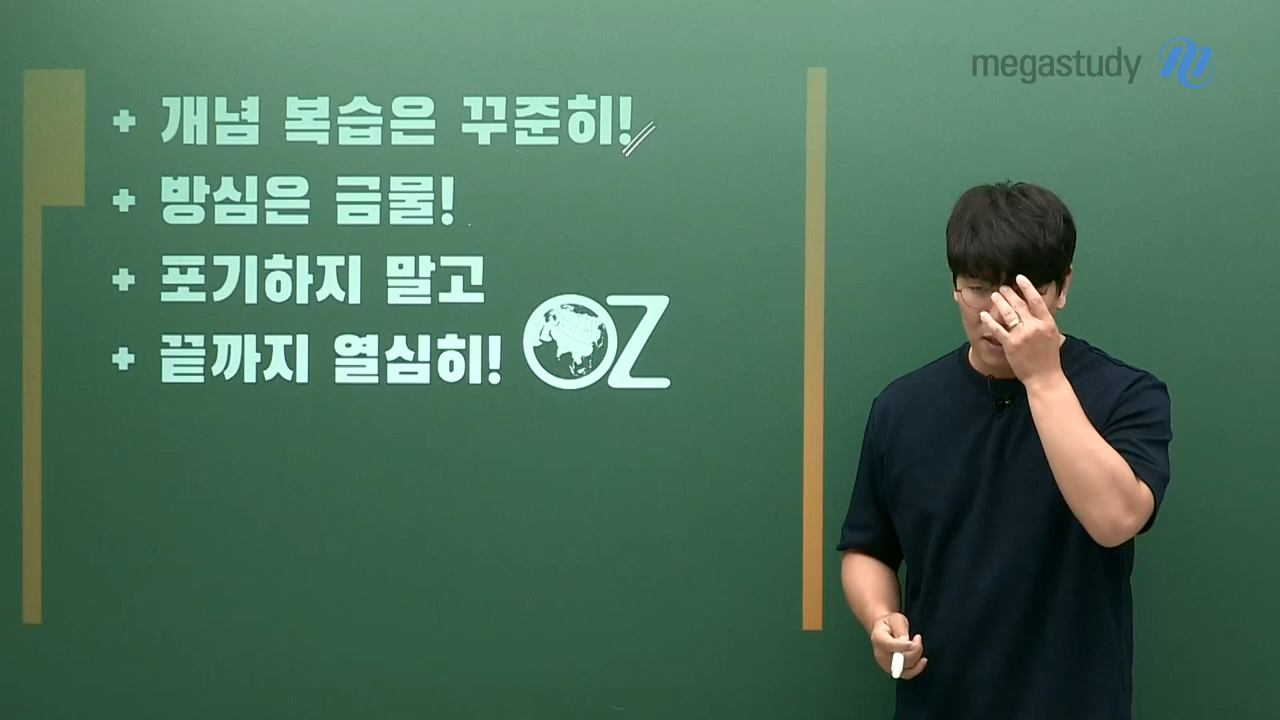 megastudy
+ 개념 복습은 꾸준히!
+ 방심은 금물!
+ 포기하지 말고
+ 끝까지 열심히!
OZ